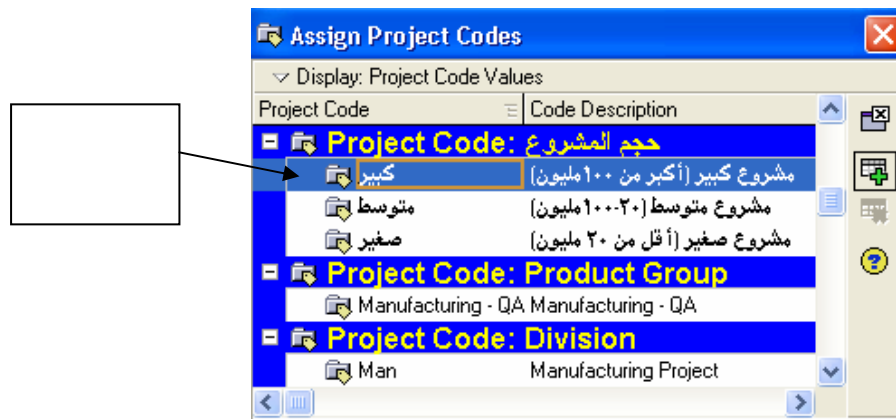 Assign Project Codes
Display: Project Code Values
Project Code Code Description
Project Code: حجم المشروع
كبير مشروع كبير (أكبر من ١٠٠مليون)
متوسط مشروع متوسط (٢٠-١٠٠مليون)
صغير مشروع صغير (أقل من ٢٠ مليون)
Project Code: Product Group
Manufacturing - QA Manufacturing - QA
Project Code: Division
Man Manufacturing Project